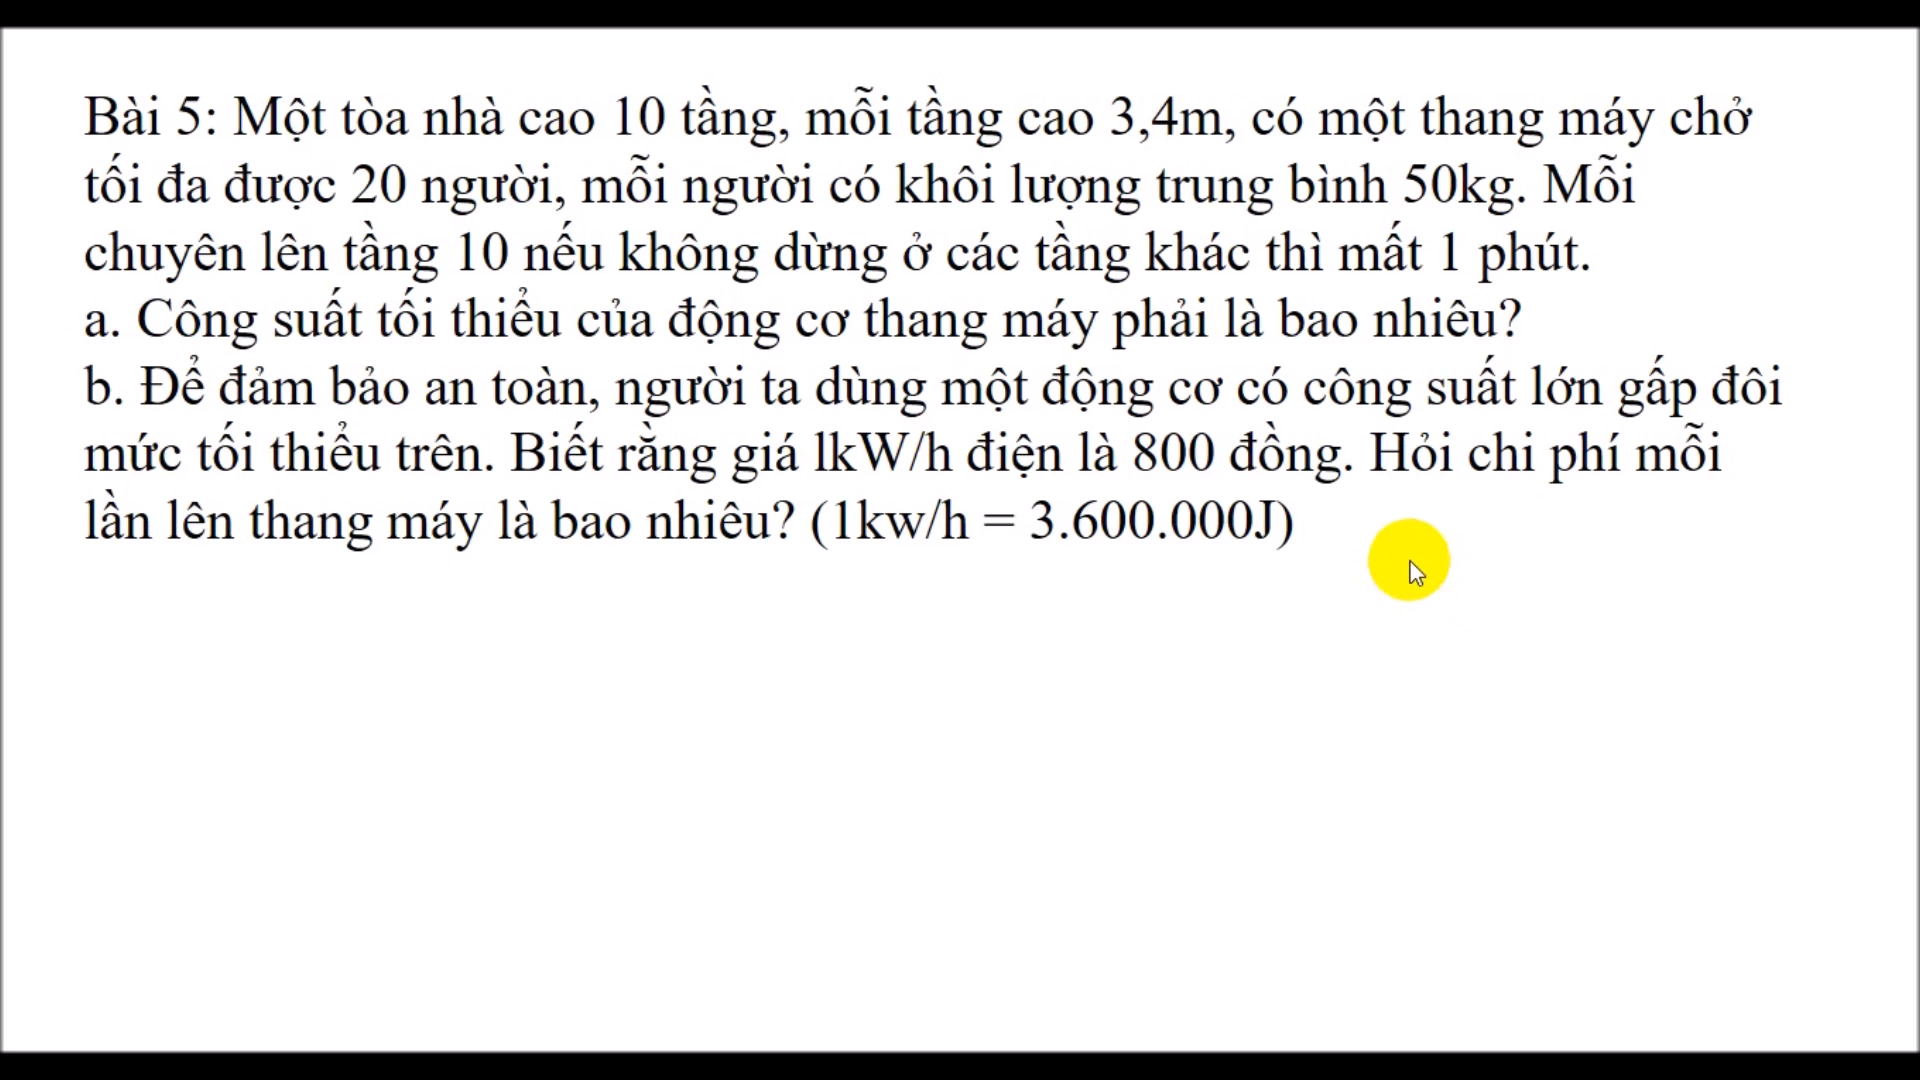 Bài 5: Một tòa nhà cao 10 tầng, mỗi tầng cao 3,4m, có một thang máy chở
tối đa được 20 người, mỗi người có khôi lượng trung bình 50kg. Mỗi
chuyên lên tầng 10 nếu không dừng ở các tầng khác thì mất 1 phút.
a. Công suất tối thiểu của động cơ thang máy phải là bao nhiêu?
b. Để đảm bảo an toàn, người ta dùng một động cơ có công suất lớn gấp đôi
mức tối thiểu trên. Biết rằng giá lkW/h điện là 800 đồng. Hỏi chi phí mỗi
lần lên thang máy là bao nhiêu? (1kw/h = 3.600.000J)